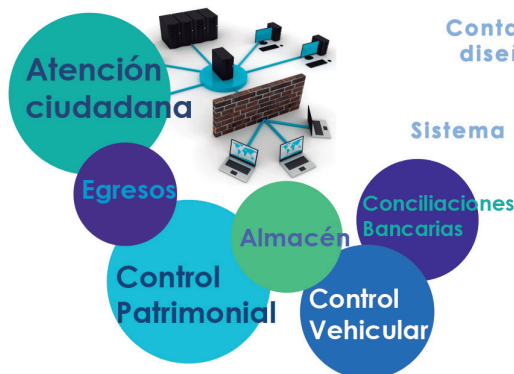 Atención
ciudadana
Sistema
Egresos
Almacén
Conciliaciones
Bancarias
Control
Patrimonial
Control
Vehicular